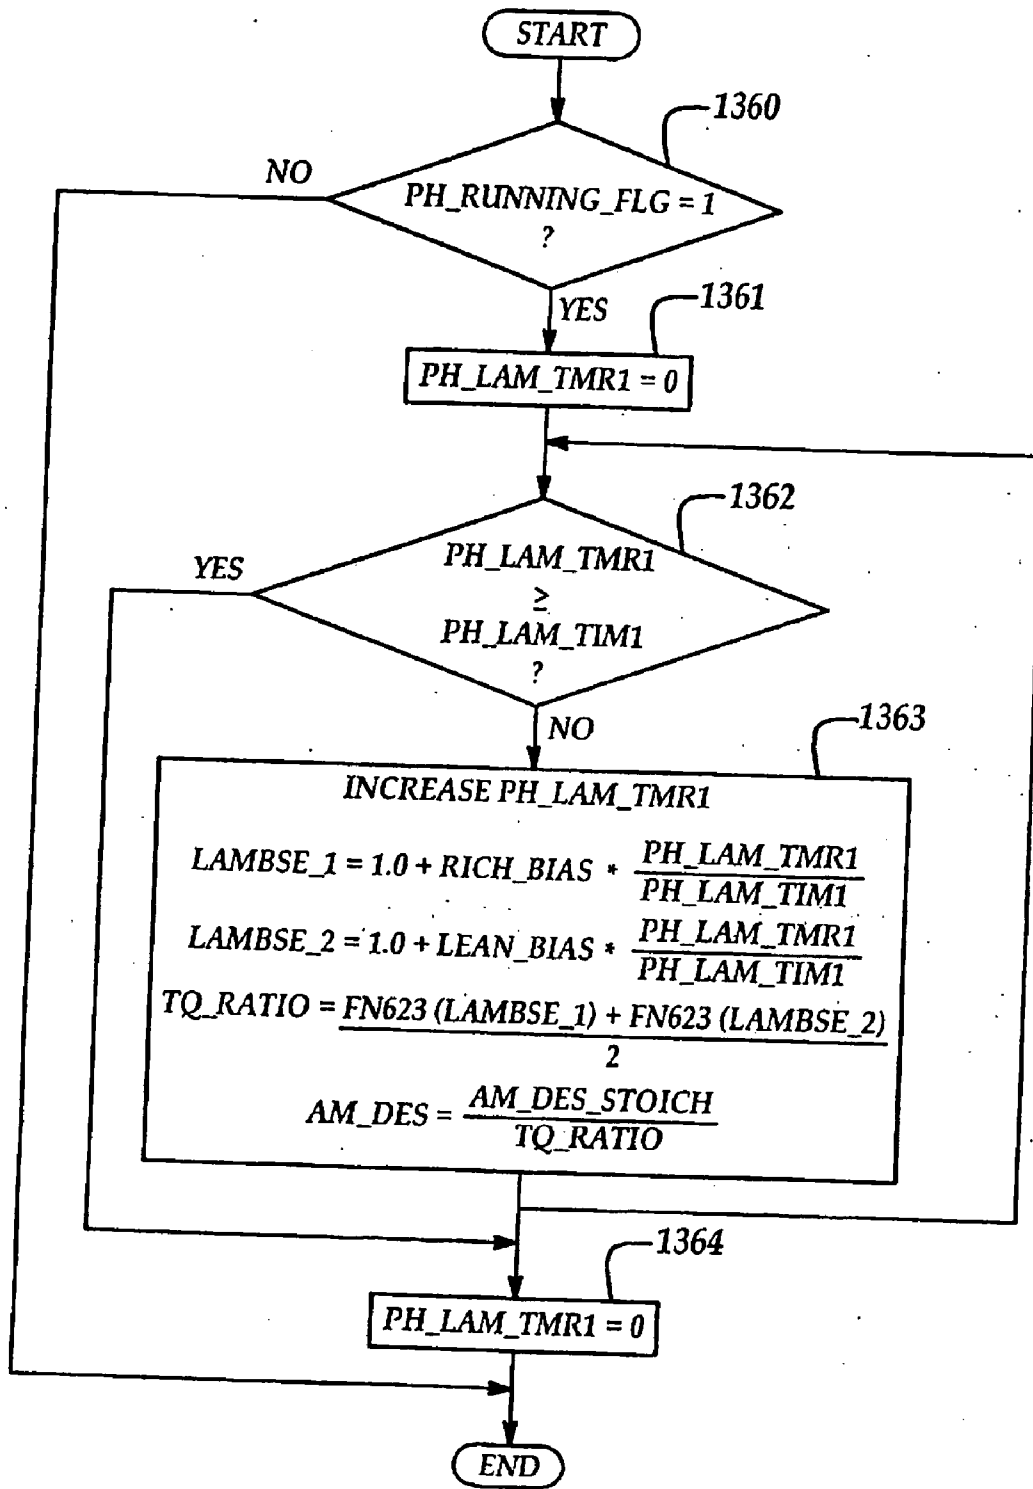 START
1360
NO
PH_RUNNING_FLG = 1
?
YES
1361
PH_LAM_TMR1 = 0
1362
YES
PH_LAM_TMR1
≥
PH_LAM_TIM1
?
NO
1363
INCREASE PH_LAM_TMR1
LAMBSE_1 = 1.0 + RICH_BIAS * PH_LAM_TMR1
PH_LAM_TIM1
LAMBSE_2 = 1.0 + LEAN_BIAS * PH_LAM_TMR1
PH_LAM_TIM1
TQ_RATIO = FN623 (LAMBSE_1) + FN623 (LAMBSE_2)
2
AM_DES = AM_DES_STOICH
TQ_RATIO
1364
PH_LAM_TMR1 = 0
END